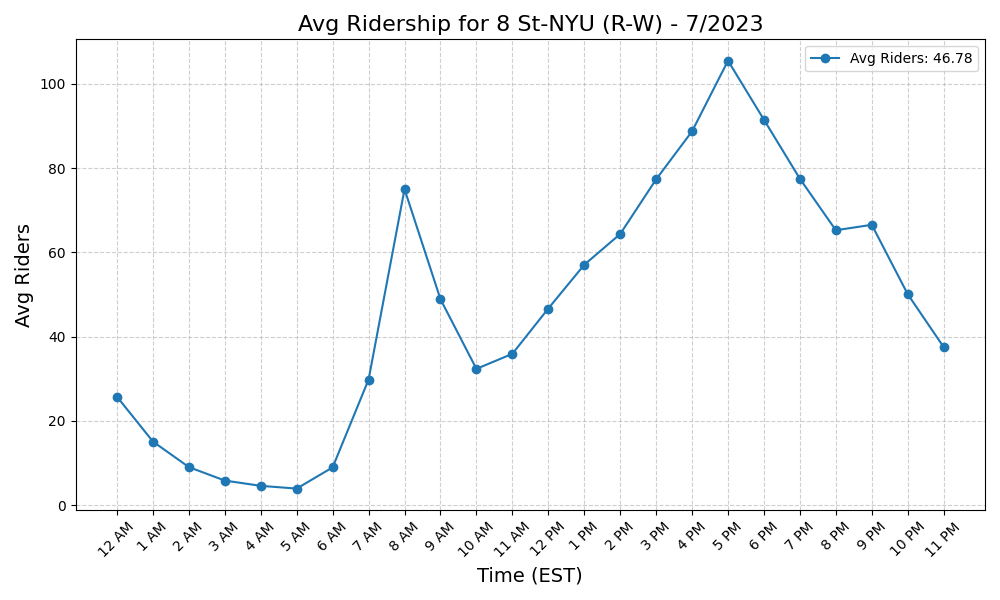 Avg Ridership for 8 St-NYU (R-W) - 7/2023
Avg Riders: 46.78
Avg Riders
100
80
60
40
20
0
12 AM
1 AM
2 AM
3 AM
4 AM
5 AM
6 AM
7 AM
8 AM
9 AM
10 AM
11 AM
12 PM
1 PM
2 PM
3 PM
4 PM
5 PM
6 PM
7 PM
8 PM
9 PM
10 PM
11 PM
Time (EST)